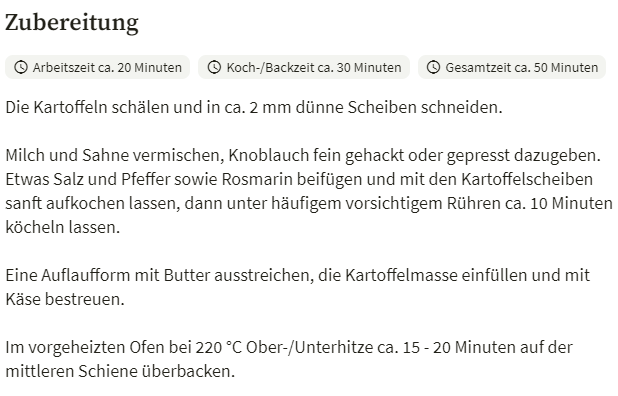 Zubereitung
Arbeitszeit ca. 20 Minuten Koch-/Backzeit ca. 30 Minuten Gesamtzeit ca. 50 Minuten
Die Kartoffeln schälen und in ca. 2 mm dünne Scheiben schneiden.
Milch und Sahne vermischen, Knoblauch fein gehackt oder gepresst dazugeben.
Etwas Salz und Pfeffer sowie Rosmarin beifügen und mit den Kartoffelscheiben
sanft aufkochen lassen, dann unter häufigem vorsichtigem Rühren ca. 10 Minuten
köcheln lassen.
Eine Auflaufform mit Butter ausstreichen, die Kartoffelmasse einfüllen und mit
Käse bestreuen.
Im vorgeheizten Ofen bei 220 °C Ober-/Unterhitze ca. 15 - 20 Minuten auf der
mittleren Schiene überbacken.